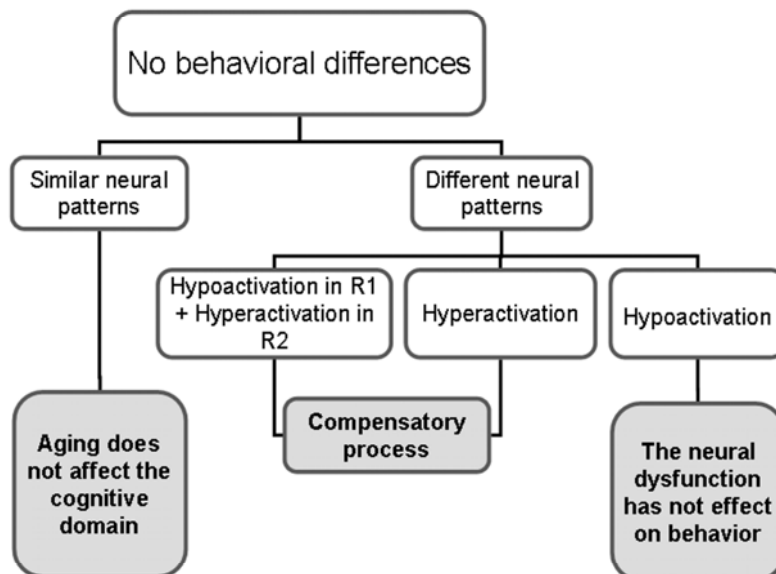 No behavioral differences
Similar neural
patterns
Different neural
patterns
Hypoactivation in R1
+ Hyperactivation in
R2
Hyperactivation
Hypoactivation
Aging does
not affect the
cognitive
domain
Compensatory
process
The neural
dysfunction
has not effect
on behavior